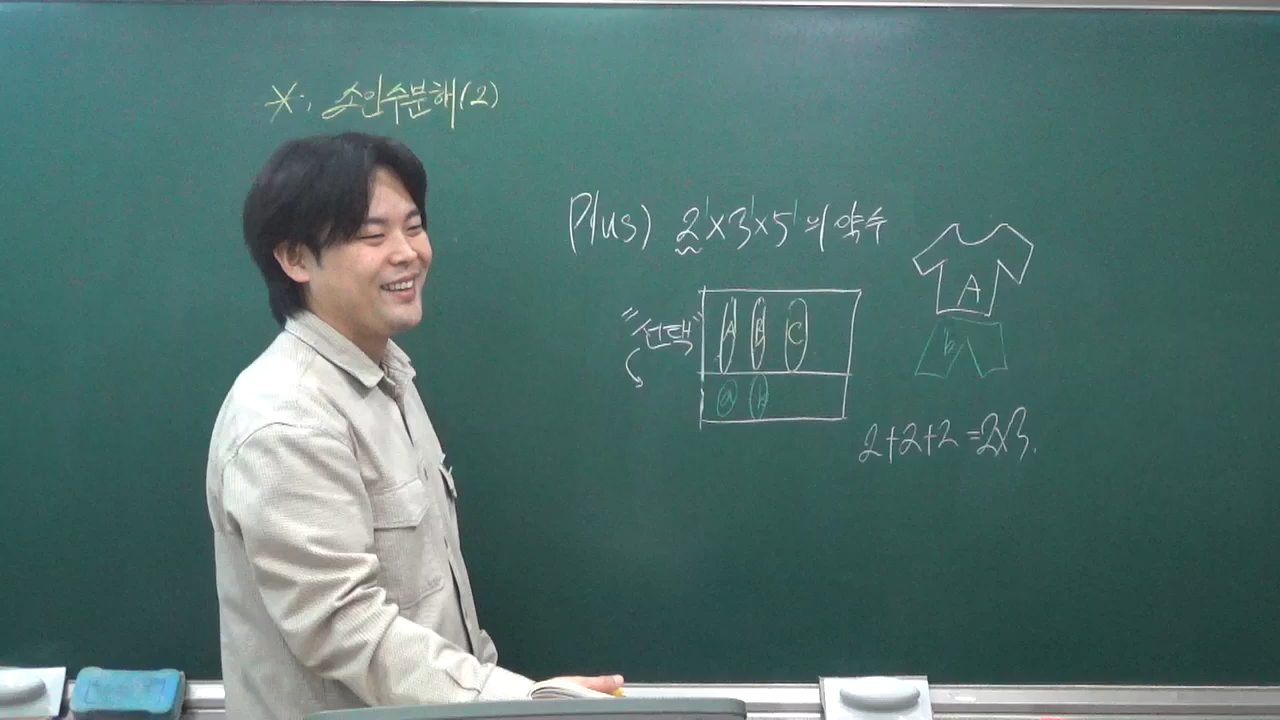 ※. 소인수분해(2)
Plus) 2¹×3¹×5¹의 약수
A
"선택"
A B C
b
a b
2+2+2=2×3.